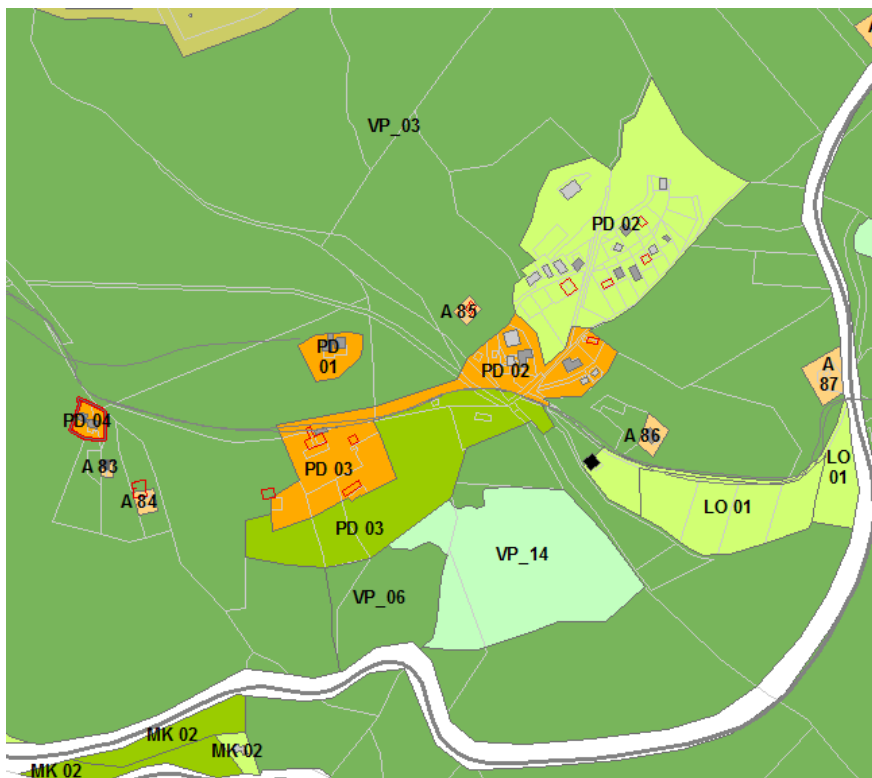 VP_03
PD 02
A 85
PD
01
PD 02
A
87
PD 04
A 86
A 83
PD 03
LO
01
A 84
LO 01
PD 03
VP_14
VP_06
MK 02
MK 02
MK 02